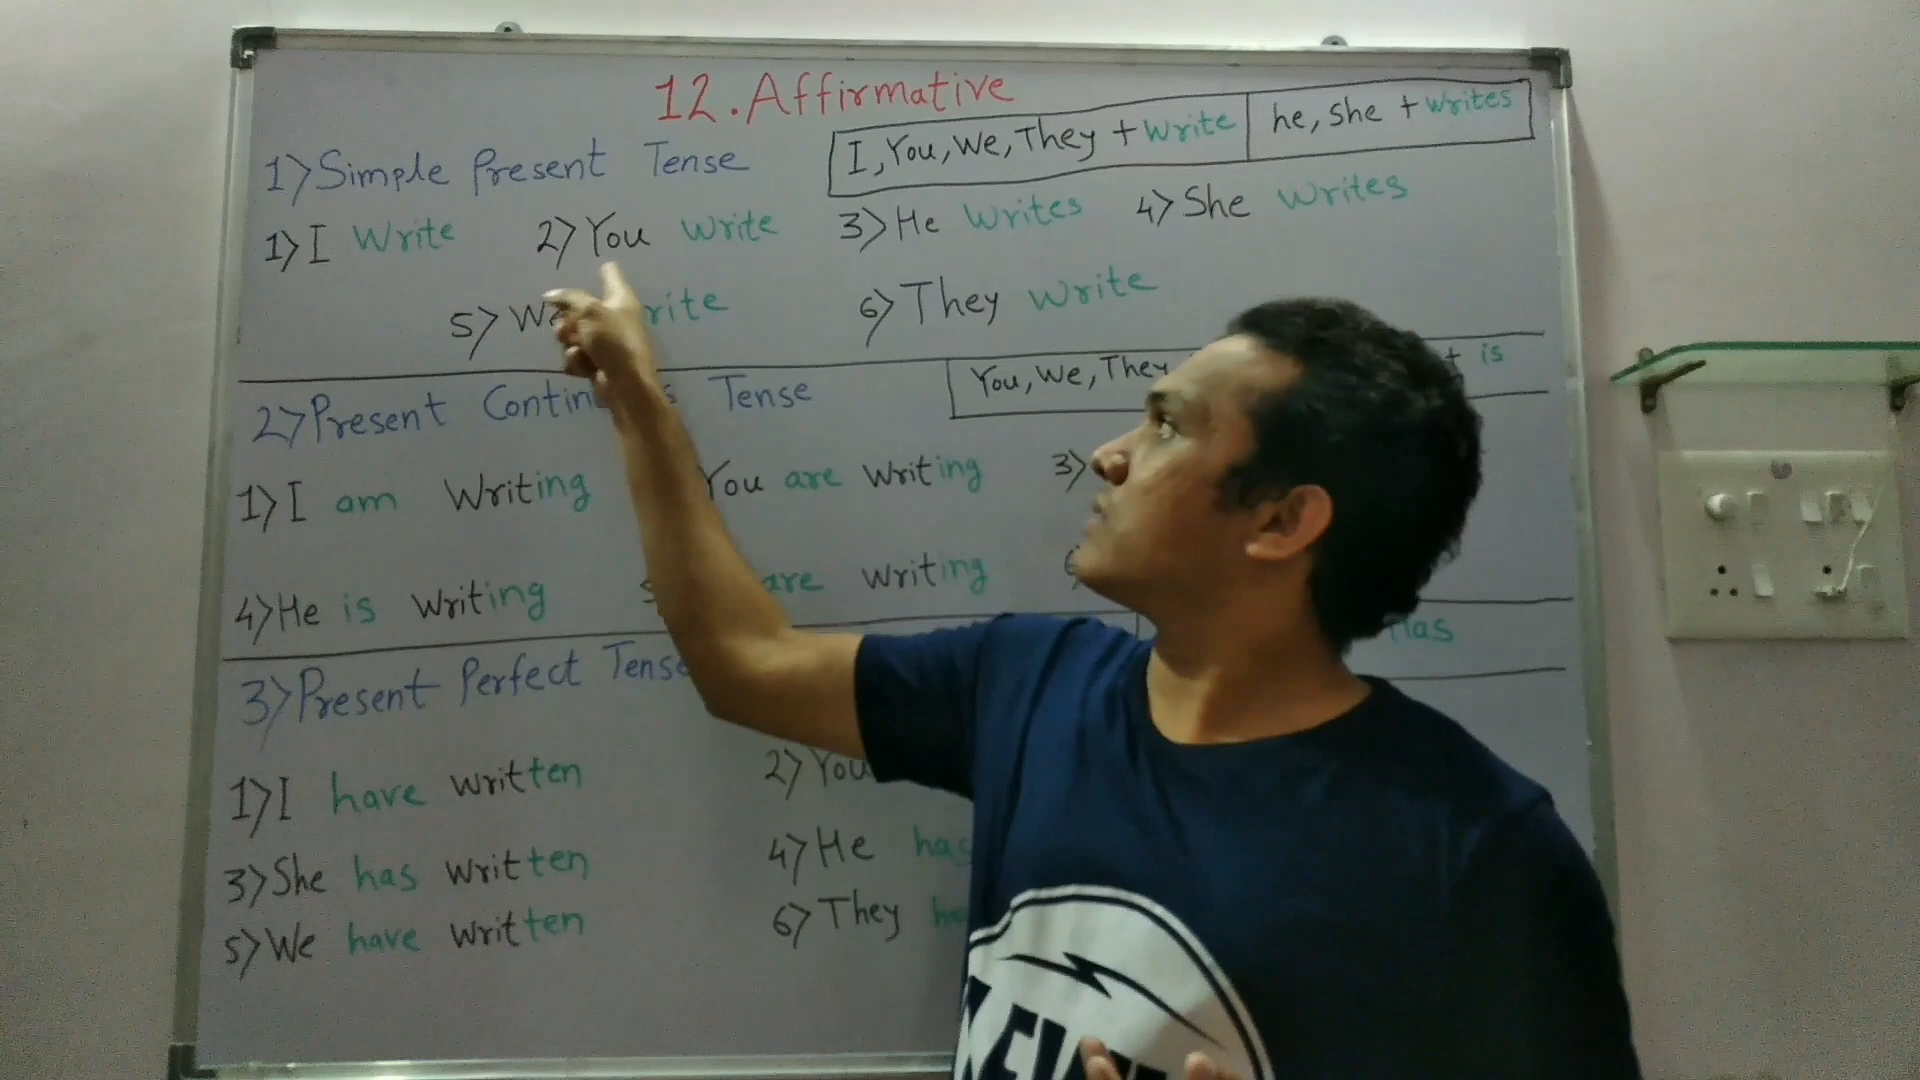 12. Affirmative
1) Simple Present Tense I, You, We, They + Write he, she + Writes
1) I Write 2) You Write 3) He Writes 4) She Writes
5) rite 6) They Write
2) Present Tense You, We, They + is
1) I am Writing You are Writing 3)
4) He is Writing are Writing
3) Present Perfect Tense Has
1) I have Written 2) You
3) She has Written 4) He has
5) We have Written 6) They